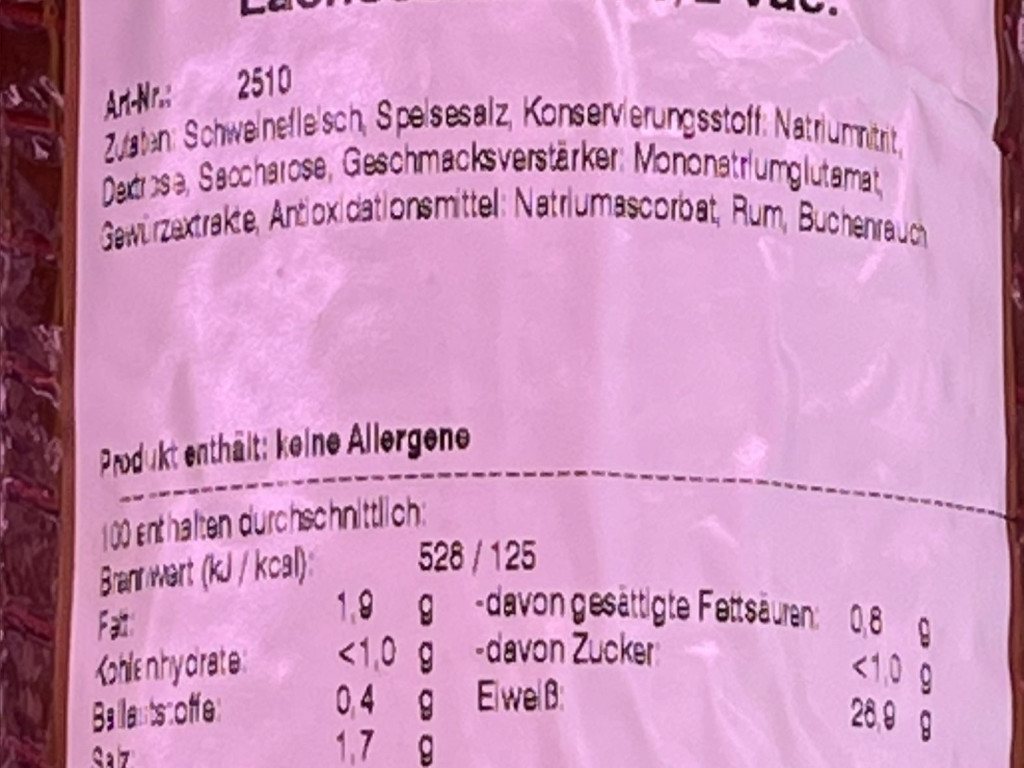 Art-Nr.: 2510
Zutaten: Schweinefleisch, Speisesalz, Konservierungsstoff: Natriumnitrit,
Dextrose, Saccharose, Geschmacksverstärker: Mononatriumglutamat,
Gewürzextrakte, Antioxidationsmittel: Natriumascorbat, Rum, Buchenrauch
Produkt enthält: keine Allergene
100 enthalten durchschnittlich:
Brennwert (kJ / kcal): 528 / 125
Fett: 1,9 g -davon gesättigte Fettsäuren: 0,8 g
Kohlenhydrate: <1,0 g -davon Zucker: <1,0 g
Ballaststoffe: 0,4 g Eiweiß: 26,9 g
Salz: 1,7 g